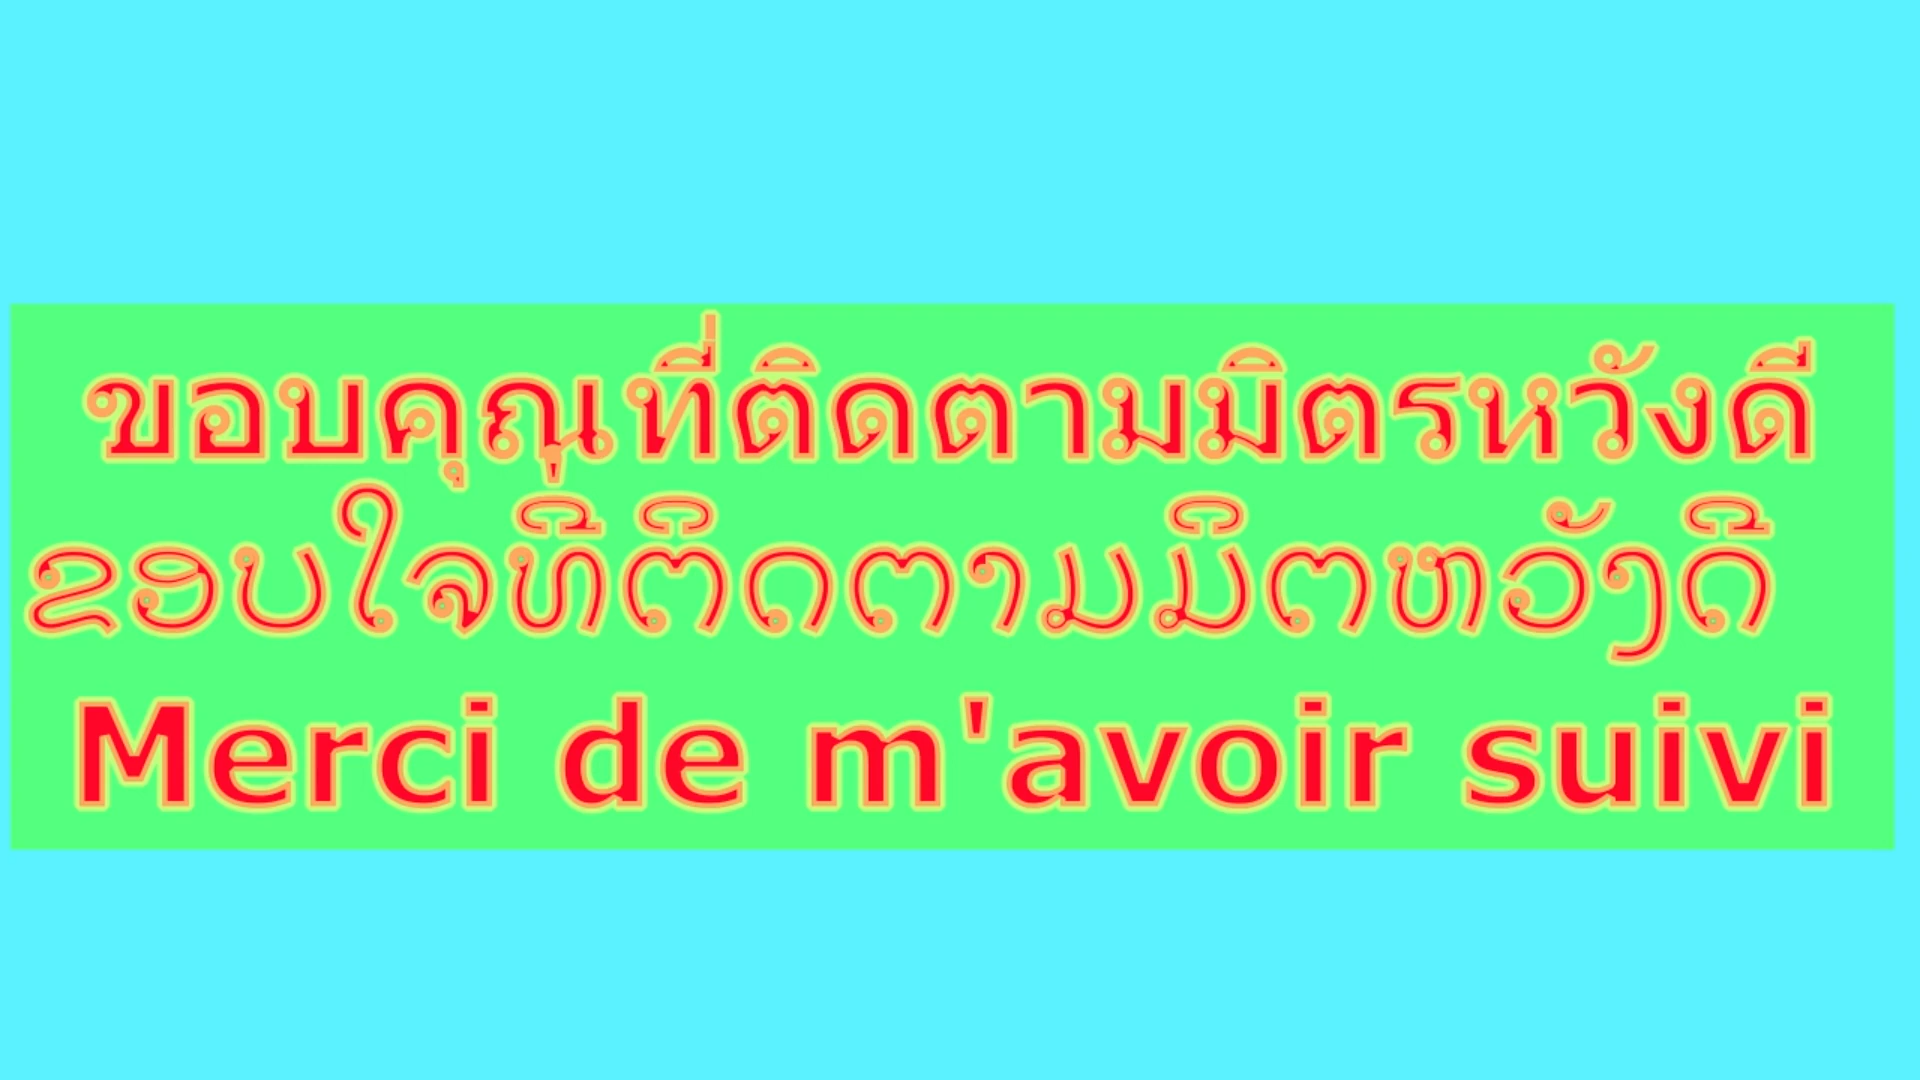 ขอบคุณที่ติดตามมิตรหวังดี
ຂອບໃຈທີ່ຕິດຕາມມິຕຫວັງດີ
Merci de m'avoir suivi